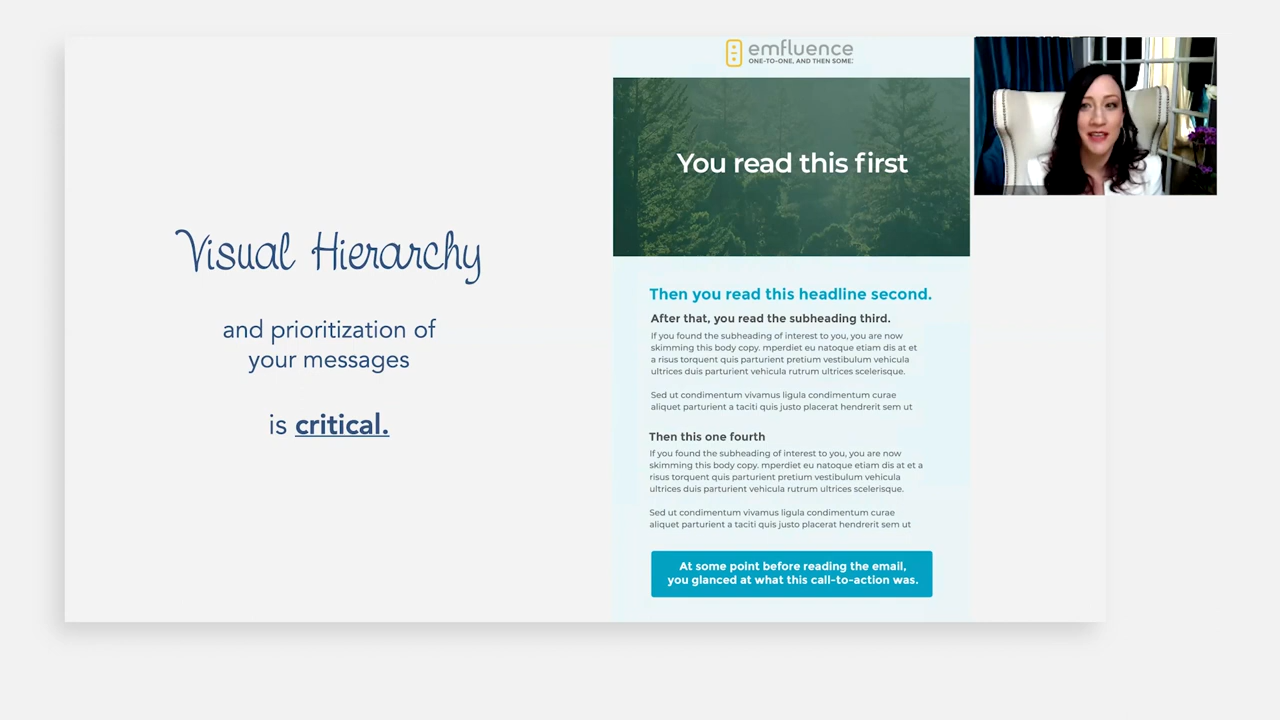 Visual Hierarchy
and prioritization of
your messages
is critical.
emfluence
ONE-TO-ONE, AND THEN SOME.
You read this first
Then you read this headline second.
After that, you read the subheading third.
If you found the subheading of interest to you, you are now
skimming this body copy. mperdiet eu natoque etiam dis at et
a risus torquent quis parturient pretium vestibulum vehicula
ultrices duis parturient vehicula rutrum ultrices scelerisque.
Sed ut condimentum vivamus ligula condimentum curae
aliquet parturient a taciti quis justo placerat hendrerit sem ut
Then this one fourth
If you found the subheading of interest to you, you are now
skimming this body copy. mperdiet eu natoque etiam dis at et a
risus torquent quis parturient pretium vestibulum vehicula
ultrices duis parturient vehicula rutrum ultrices scelerisque.
Sed ut condimentum vivamus ligula condimentum curae
aliquet parturient a taciti quis justo placerat hendrerit sem ut
At some point before reading the email,
you glanced at what this call-to-action was.